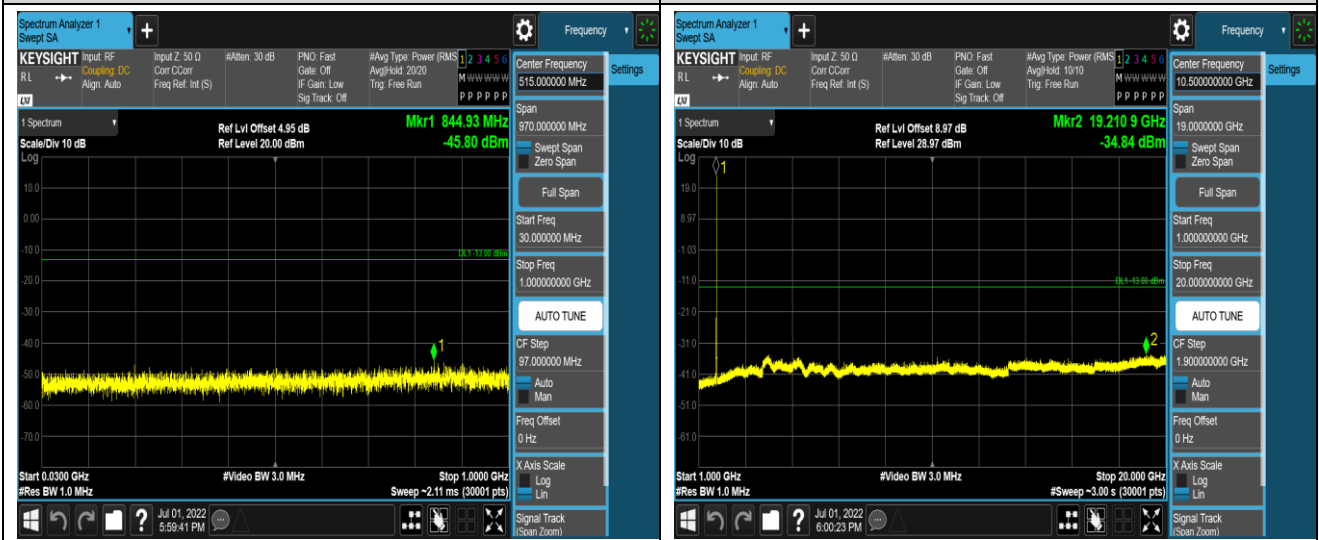 Spectrum Analyzer 1
Swept SA
+
Frequency
KEYSIGHT
RL
LXI
Input: RF
Coupling: DC
Align: Auto
Input Z: 50 Ω
Corr CCorr
Freq Ref: Int (S)
#Atten: 30 dB
PNO: Fast
Gate: Off
IF Gain: Low
Sig Track: Off
#Avg Type: Power (RMS
Avg|Hold: 20/20
Trig: Free Run
1 2 3 4 5 6
M W W W W W
P P P P P P
1 Spectrum
Scale/Div 10 dB
Log
Ref Lvl Offset 4.95 dB
Ref Level 20.00 dBm
Mkr1 844.93 MHz
-45.80 dBm
10.0
0.00
-10.0
DL1 -13.00 dBm
-20.0
-30.0
-40.0
1
-50.0
-60.0
-70.0
Start 0.0300 GHz
#Res BW 1.0 MHz
#Video BW 3.0 MHz
Stop 1.0000 GHz
Sweep ~2.11 ms (30001 pts)
Center Frequency
515.000000 MHz
Settings
Span
970.000000 MHz
Swept Span
Zero Span
Full Span
Start Freq
30.000000 MHz
Stop Freq
1.000000000 GHz
AUTO TUNE
CF Step
97.000000 MHz
Auto
Man
Freq Offset
0 Hz
X Axis Scale
Log
Lin
Signal Track
(Span Zoom)
?
Jul 01, 2022
5:59:41 PM
Spectrum Analyzer 1
Swept SA
+
Frequency
KEYSIGHT
RL
LXI
Input: RF
Coupling: DC
Align: Auto
Input Z: 50 Ω
Corr CCorr
Freq Ref: Int (S)
#Atten: 30 dB
PNO: Fast
Gate: Off
IF Gain: Low
Sig Track: Off
#Avg Type: Power (RMS
Avg|Hold: 10/10
Trig: Free Run
1 2 3 4 5 6
M W W W W W
P P P P P P
1 Spectrum
Scale/Div 10 dB
Log
Ref Lvl Offset 8.97 dB
Ref Level 28.97 dBm
Mkr2 19.210 9 GHz
-34.84 dBm
1
19.0
8.97
-1.03
-11.0
DL1 -13.00 dBm
-21.0
-31.0
2
-41.0
-51.0
-61.0
Start 1.000 GHz
#Res BW 1.0 MHz
#Video BW 3.0 MHz
Stop 20.000 GHz
#Sweep ~3.00 s (30001 pts)
Center Frequency
10.500000000 GHz
Settings
Span
19.0000000 GHz
Swept Span
Zero Span
Full Span
Start Freq
1.000000000 GHz
Stop Freq
20.000000000 GHz
AUTO TUNE
CF Step
1.900000000 GHz
Auto
Man
Freq Offset
0 Hz
X Axis Scale
Log
Lin
Signal Track
(Span Zoom)
?
Jul 01, 2022
6:00:23 PM